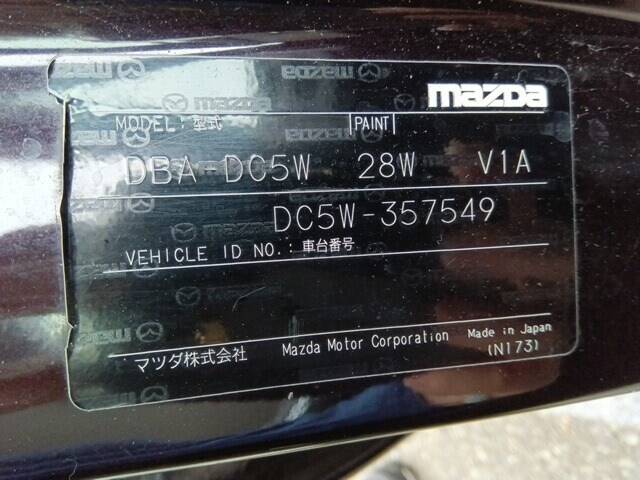 mazda
MODEL: 型式 PAINT
DBA-DC5W 28W V1A
DC5W-357549
VEHICLE ID NO.: 車台番号
マツダ株式会社 Mazda Motor Corporation Made in Japan
(N173)